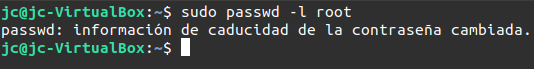 jc@jc-VirtualBox:~$ sudo passwd -l root
passwd: información de caducidad de la contraseña cambiada.
jc@jc-VirtualBox:~$